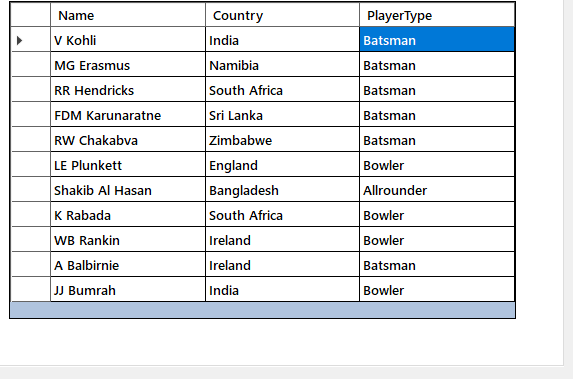 Name Country PlayerType
V Kohli India Batsman
MG Erasmus Namibia Batsman
RR Hendricks South Africa Batsman
FDM Karunaratne Sri Lanka Batsman
RW Chakabva Zimbabwe Batsman
LE Plunkett England Bowler
Shakib Al Hasan Bangladesh Allrounder
K Rabada South Africa Bowler
WB Rankin Ireland Bowler
A Balbirnie Ireland Batsman
JJ Bumrah India Bowler